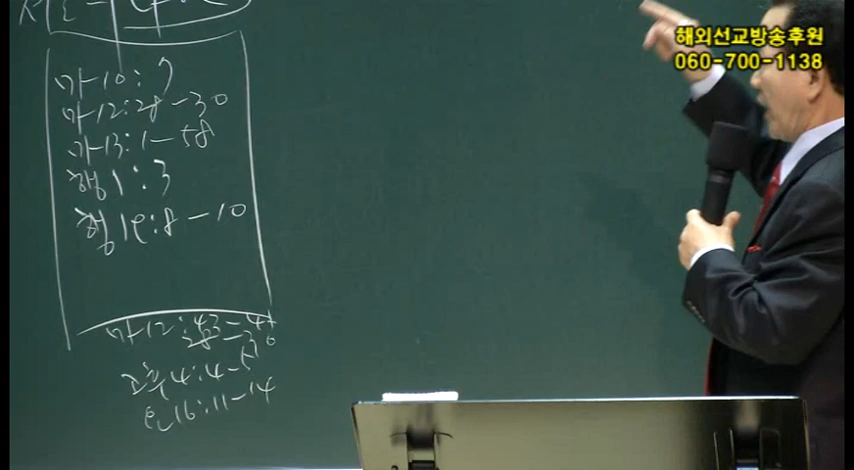 해외선교방송후원
060-700-1138
마10:7
마12:28-30
마13:1-58
행1:3
행19:8-10
마12:43-45
고후4:4-5
요16:11-14